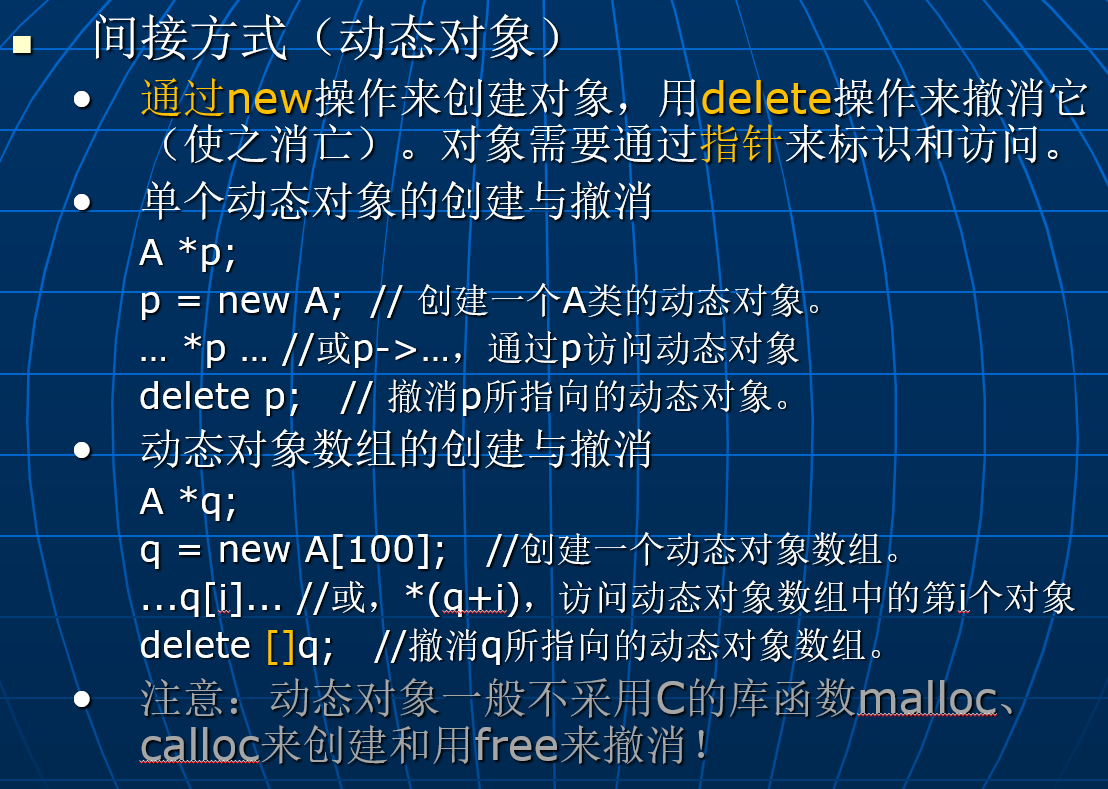 间接方式（动态对象）
通过new操作来创建对象，用delete操作来撤消它
（使之消亡）。对象需要通过指针来标识和访问。
单个动态对象的创建与撤消
A *p;
p = new A;  // 创建一个A类的动态对象。
… *p … //或p->…，通过p访问动态对象
delete p;   // 撤消p所指向的动态对象。
动态对象数组的创建与撤消
A *q;
q = new A[100];   //创建一个动态对象数组。
…q[i]… //或，*(q+i)，访问动态对象数组中的第i个对象
delete []q;   //撤消q所指向的动态对象数组。
注意：动态对象一般不采用C的库函数malloc、
calloc来创建和用free来撤消！